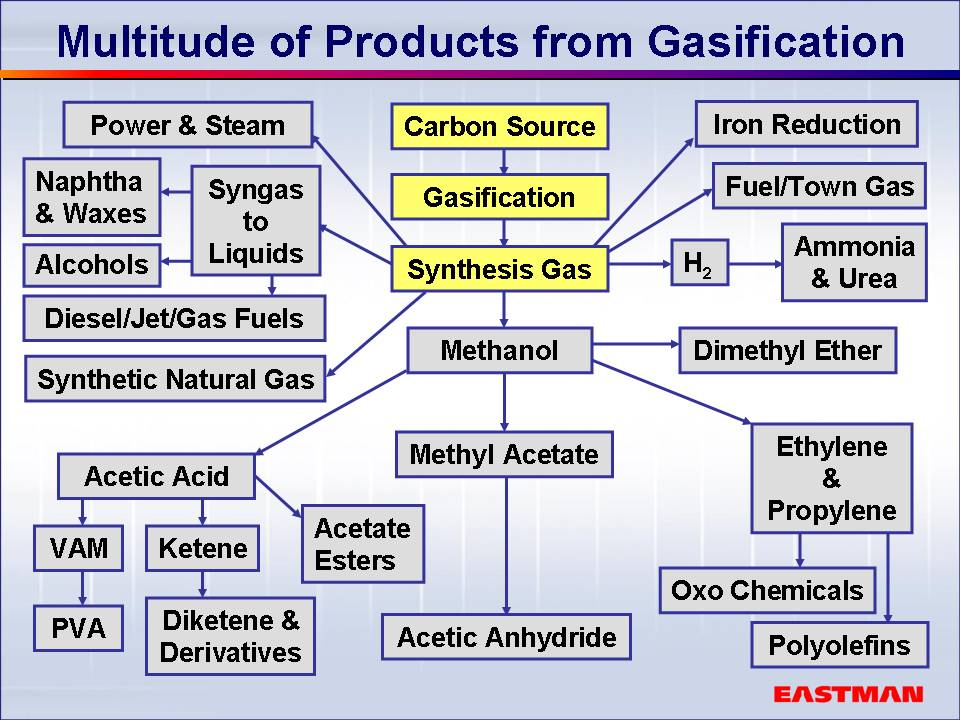 Multitude of Products from Gasification
Power & Steam
Carbon Source
Iron Reduction
Naphtha
& Waxes
Syngas
to
Liquids
Gasification
Fuel/Town Gas
Alcohols
Synthesis Gas
H₂
Ammonia
& Urea
Diesel/Jet/Gas Fuels
Methanol
Dimethyl Ether
Synthetic Natural Gas
Acetic Acid
Methyl Acetate
Ethylene
&
Propylene
VAM
Ketene
Acetate
Esters
Oxo Chemicals
PVA
Diketene &
Derivatives
Acetic Anhydride
Polyolefins
EASTMAN